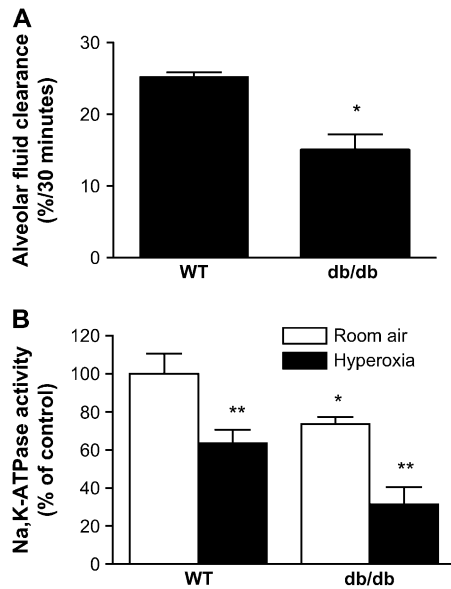 A
Alveolar fluid clearance
(%/30 minutes)
30
20
10
0
*
WT
db/db
B
Na,K-ATPase activity
(% of control)
120
100
80
60
40
20
0
Room air
Hyperoxia
**
*
**
WT
db/db